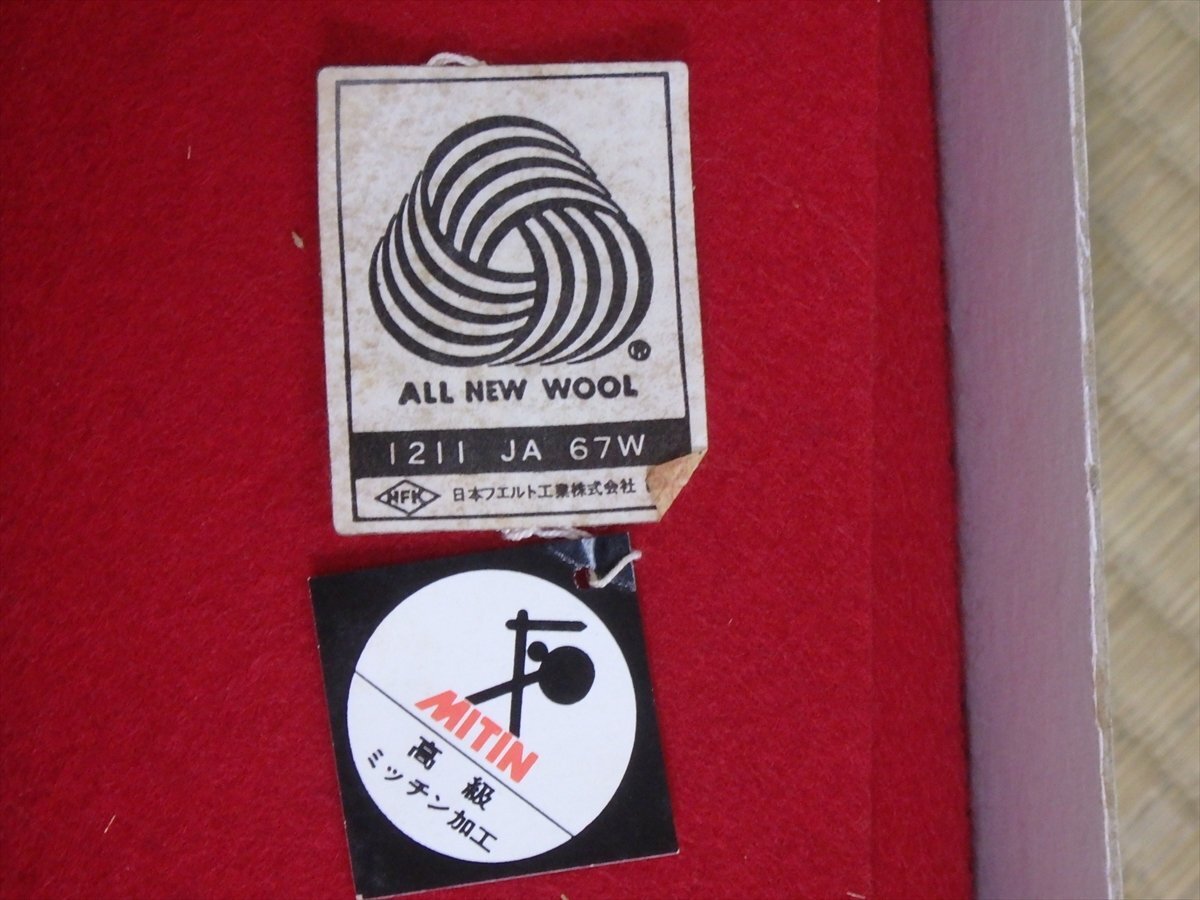 ®
ALL NEW WOOL
1211 JA 67W
NFK 日本フエルト工業株式会社
MITIN
高級
ミッチン加工